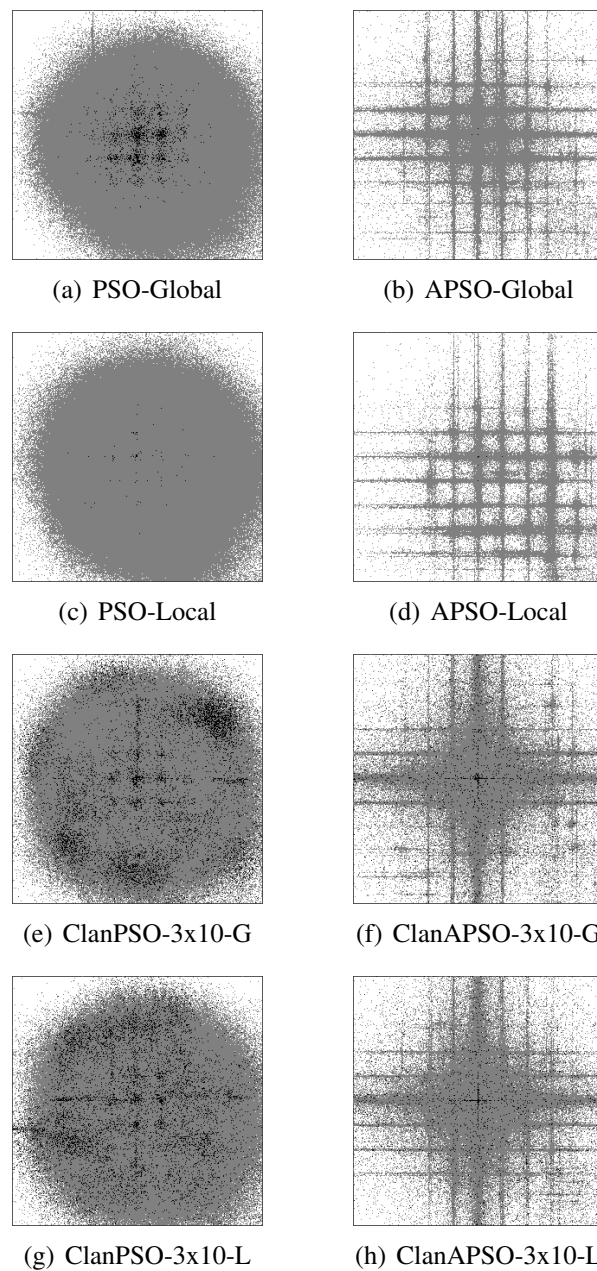 (a) PSO-Global
(b) APSO-Global
(c) PSO-Local
(d) APSO-Local
(e) ClanPSO-3x10-G
(f) ClanAPSO-3x10-G
(g) ClanPSO-3x10-L
(h) ClanAPSO-3x10-L